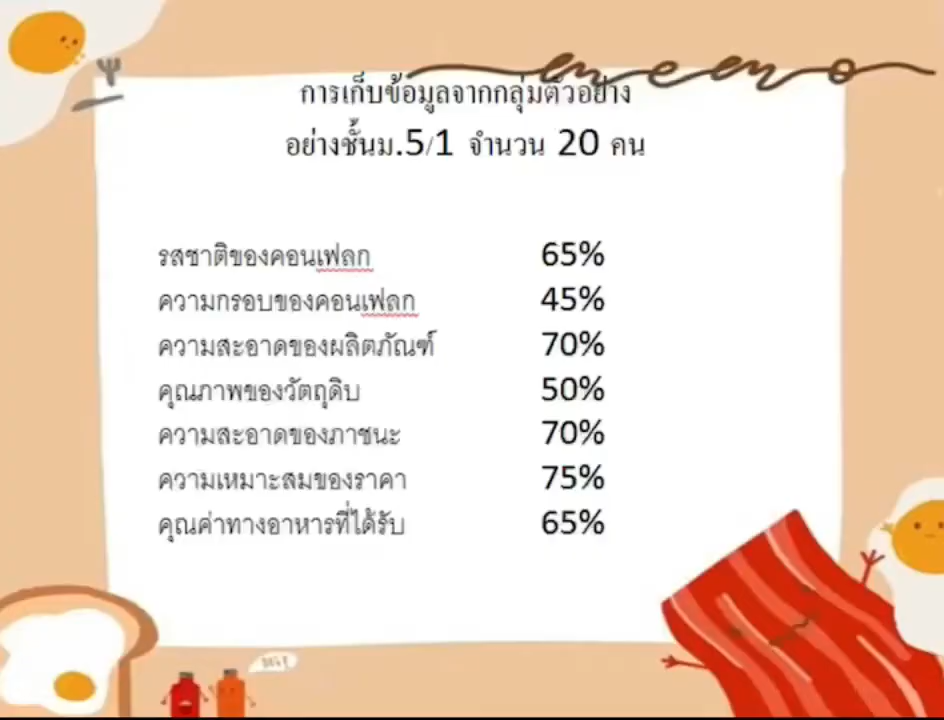 memo
การเก็บข้อมูลจากกลุ่มตัวอย่าง
อย่างชั้นม.5/1 จำนวน 20 คน
รสชาติของคอนเฟลก 65%
ความกรอบของคอนเฟลก 45%
ความสะอาดของผลิตภัณฑ์ 70%
คุณภาพของวัตถุดิบ 50%
ความสะอาดของภาชนะ 70%
ความเหมาะสมของราคา 75%
คุณค่าทางอาหารที่ได้รับ 65%